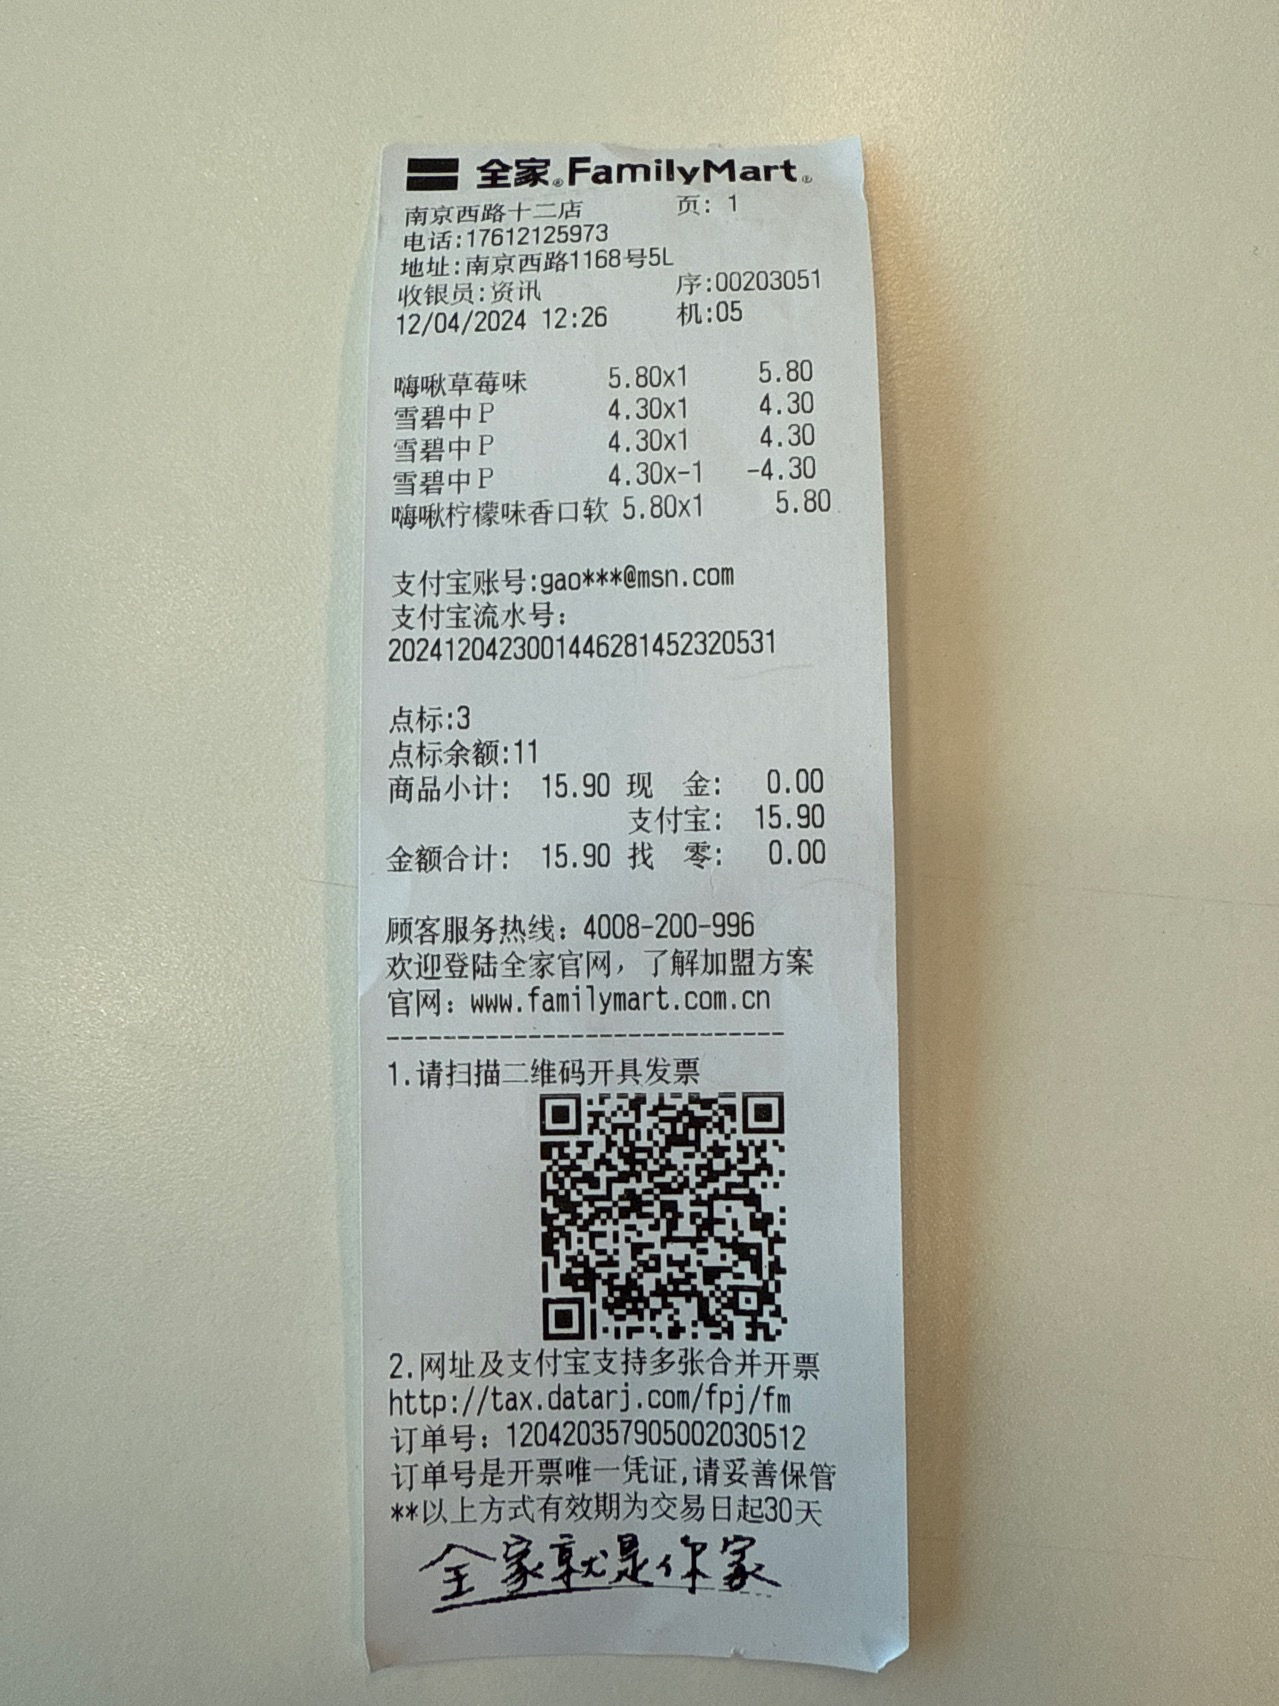 全家® FamilyMart®
南京西路十二店 页: 1
电话:17612125973
地址:南京西路1168号5L
收银员:资讯 序:00203051
12/04/2024 12:26 机:05
嗨啾草莓味 5.80x1 5.80
雪碧中P 4.30x1 4.30
雪碧中P 4.30x1 4.30
雪碧中P 4.30x-1 -4.30
嗨啾柠檬味香口软 5.80x1 5.80
支付宝账号:gao***@msn.com
支付宝流水号:
2024120423001446281452320531
点标:3
点标余额:11
商品小计: 15.90 现 金: 0.00
支付宝: 15.90
金额合计: 15.90 找 零: 0.00
顾客服务热线: 4008-200-996
欢迎登陆全家官网, 了解加盟方案
官网: www.familymart.com.cn
----------------------------
1.请扫描二维码开具发票
2.网址及支付宝支持多张合并开票
http://tax.datarj.com/fpj/fm
订单号: 120420357905002030512
订单号是开票唯一凭证,请妥善保管
**以上方式有效期为交易日起30天
全家就是你家